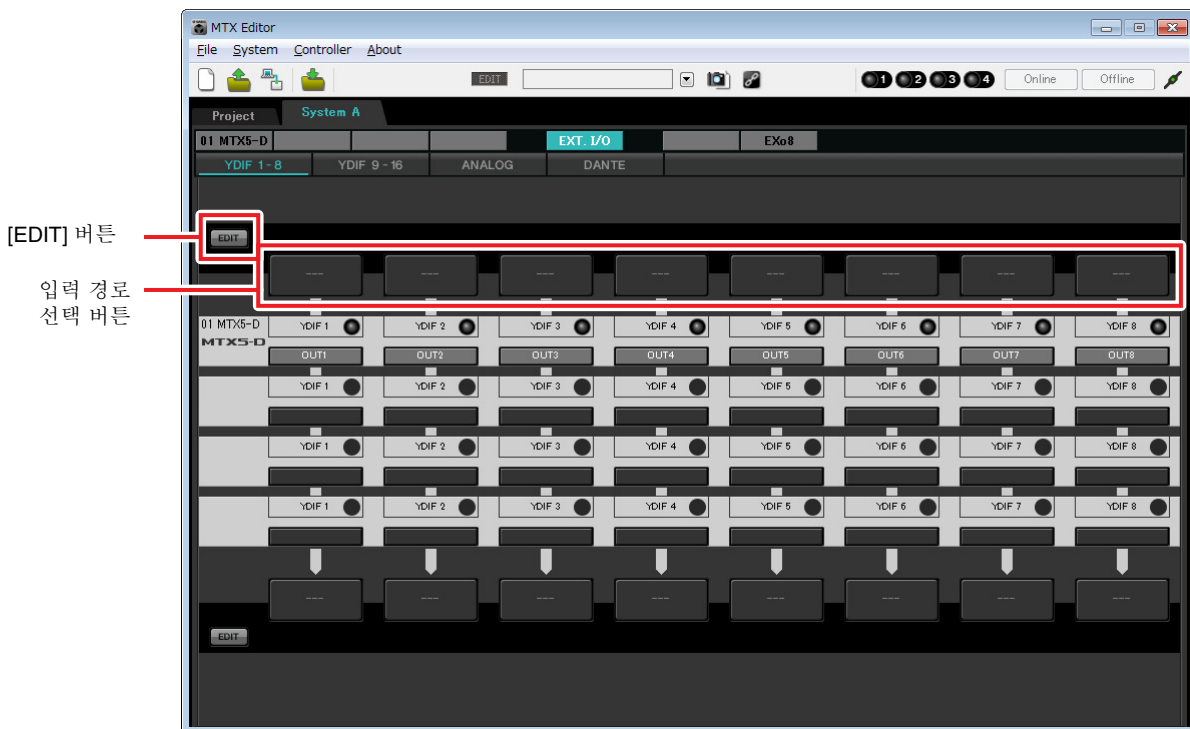 MTX Editor
File System Controller About
EDIT 1 2 3 4 Online Offline
Project System A
01 MTX5-D EXT. I/O EXo8
YDIF 1 - 8 YDIF 9 - 16 ANALOG DANTE
[EDIT] 버튼
EDIT
입력 경로
선택 버튼
--- --- --- --- --- --- --- ---
01 MTX5-D YDIF 1 YDIF 2 YDIF 3 YDIF 4 YDIF 5 YDIF 6 YDIF 7 YDIF 8
MTX5-D
OUT1 OUT2 OUT3 OUT4 OUT5 OUT6 OUT7 OUT8
YDIF 1 YDIF 2 YDIF 3 YDIF 4 YDIF 5 YDIF 6 YDIF 7 YDIF 8
YDIF 1 YDIF 2 YDIF 3 YDIF 4 YDIF 5 YDIF 6 YDIF 7 YDIF 8
YDIF 1 YDIF 2 YDIF 3 YDIF 4 YDIF 5 YDIF 6 YDIF 7 YDIF 8
--- --- --- --- --- --- --- ---
EDIT